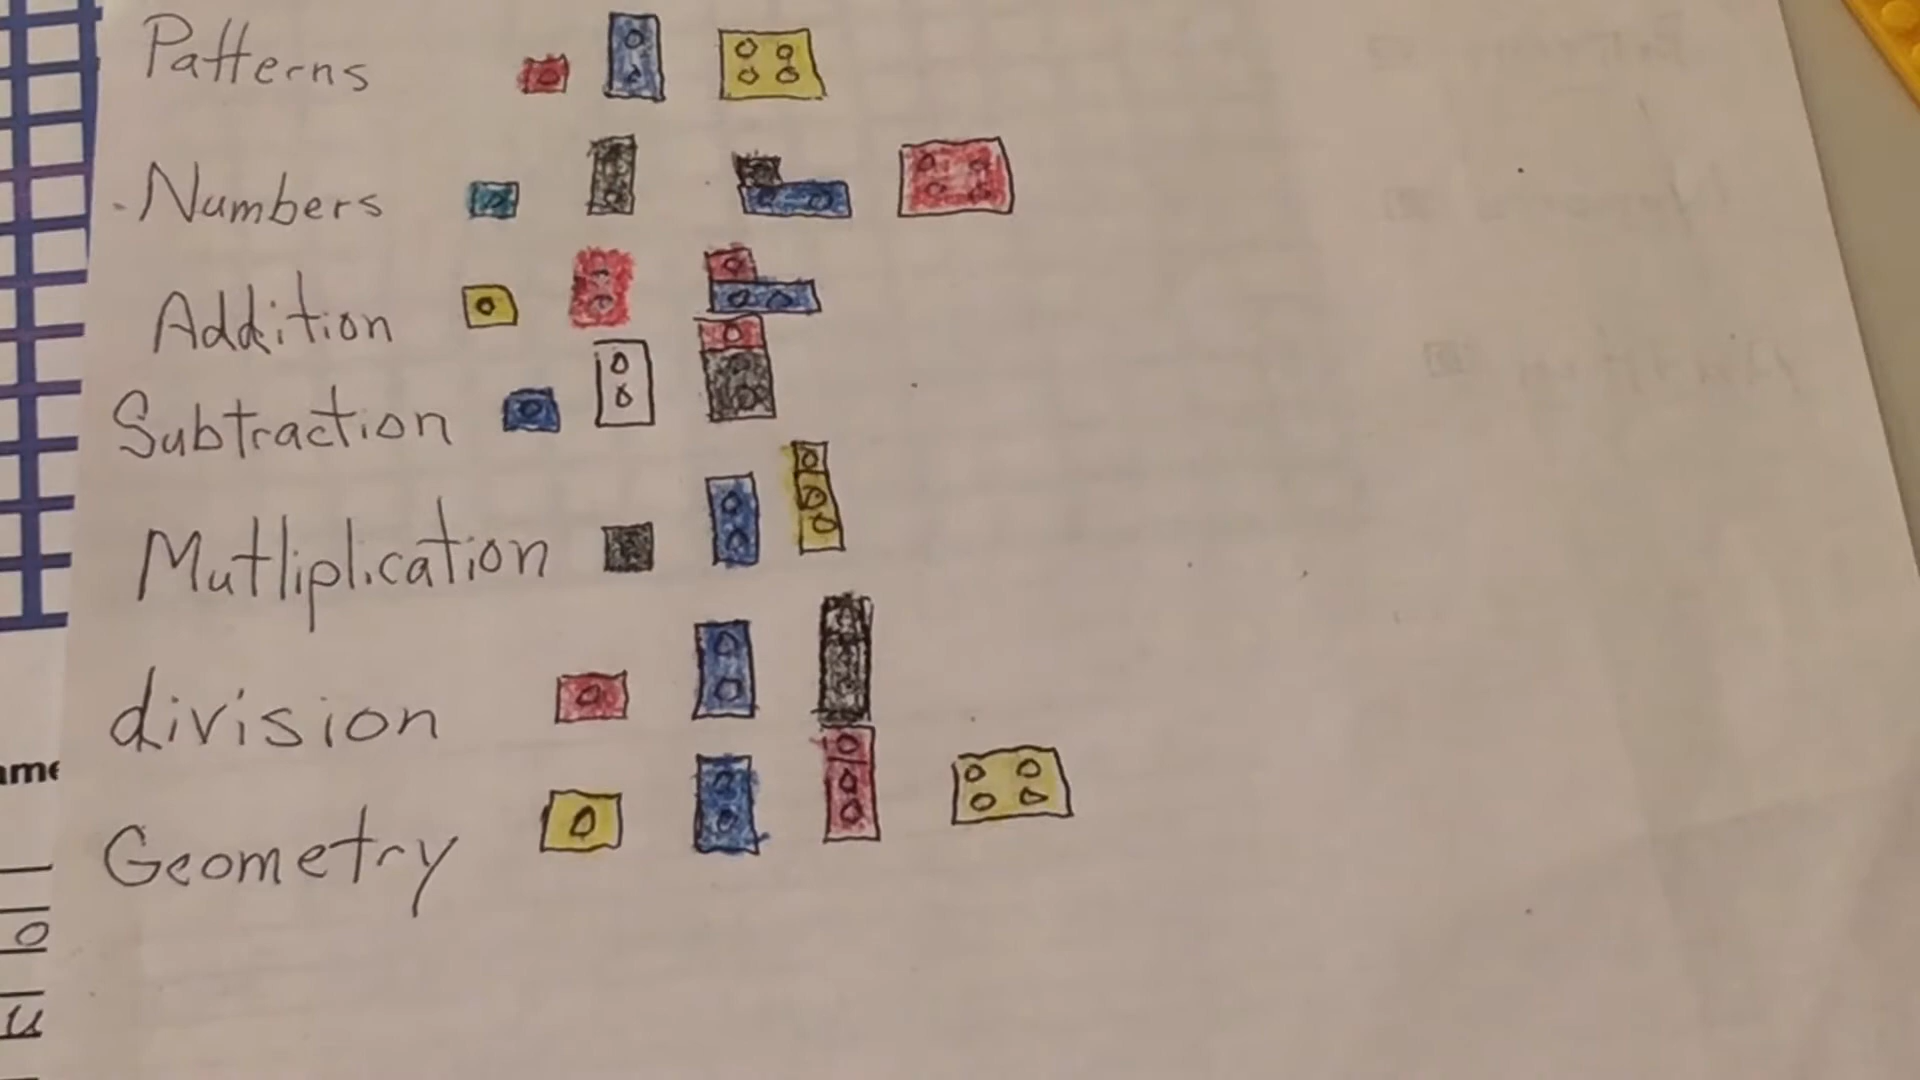 Patterns
Numbers
Addition
Subtraction
Mutliplication
division
Geometry